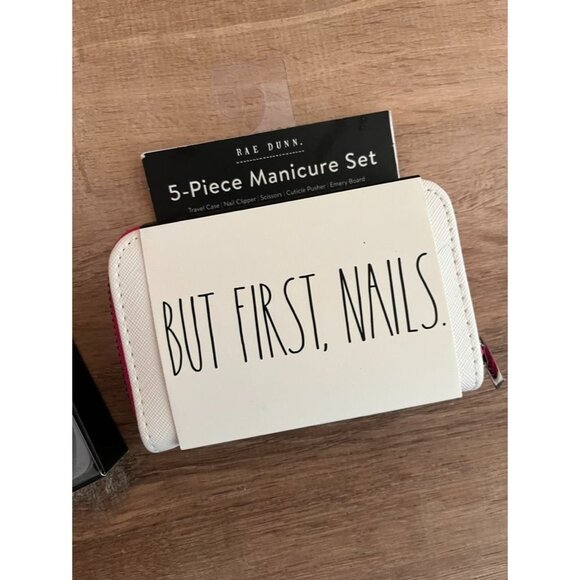 RAE DUNN.
5-Piece Manicure Set
Travel Case | Nail Clipper | Scissors | Cuticle Pusher | Emery Board
BUT FIRST, NAILS.